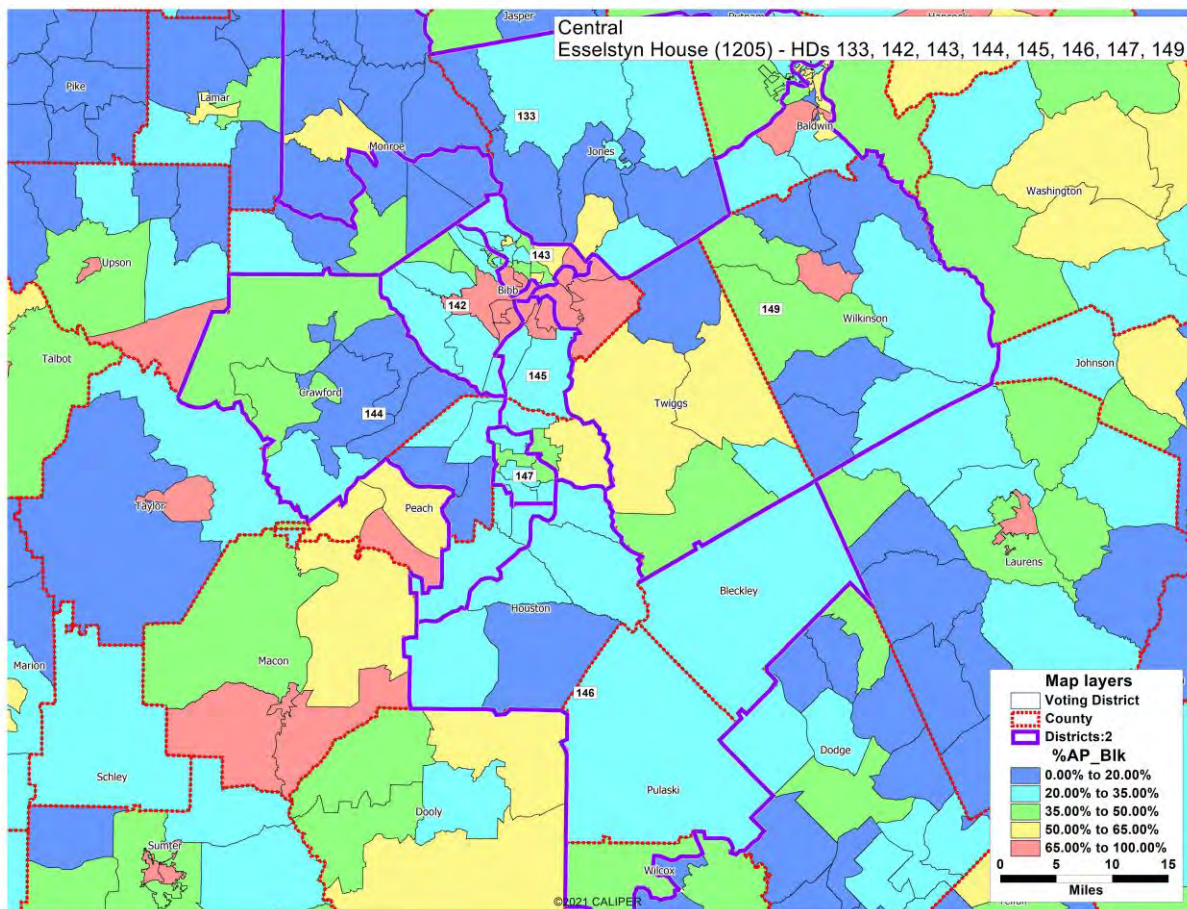 Central
Esselstyn House (1205) - HDs 133, 142, 143, 144, 145, 146, 147, 149
Jasper
Pike
Lamar
133
Baldwin
Monroe
Jones
Washington
Upson
143
Bibb
142
149
Wilkinson
Talbot
Johnson
145
Crawford
144
Twiggs
147
Taylor
Peach
Laurens
Bleckley
Houston
Marion
Macon
146
Dodge
Schley
Pulaski
Dooly
Sumter
Wilcox
Map layers
Voting District
County
Districts:2
%AP_Blk
0.00% to 20.00%
20.00% to 35.00%
35.00% to 50.00%
50.00% to 65.00%
65.00% to 100.00%
0 5 10 15
Miles
©2021 CALIPER